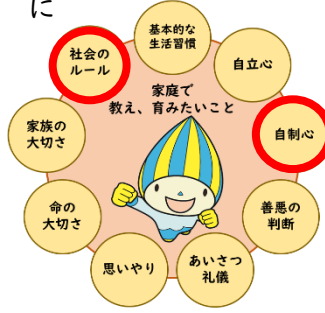 に
基本的な
生活習慣
社会の
ルール
自立心
家庭で
教え、育みたいこと
家族の
大切さ
自制心
命の
大切さ
善悪の
判断
思いやり
あいさつ
礼儀